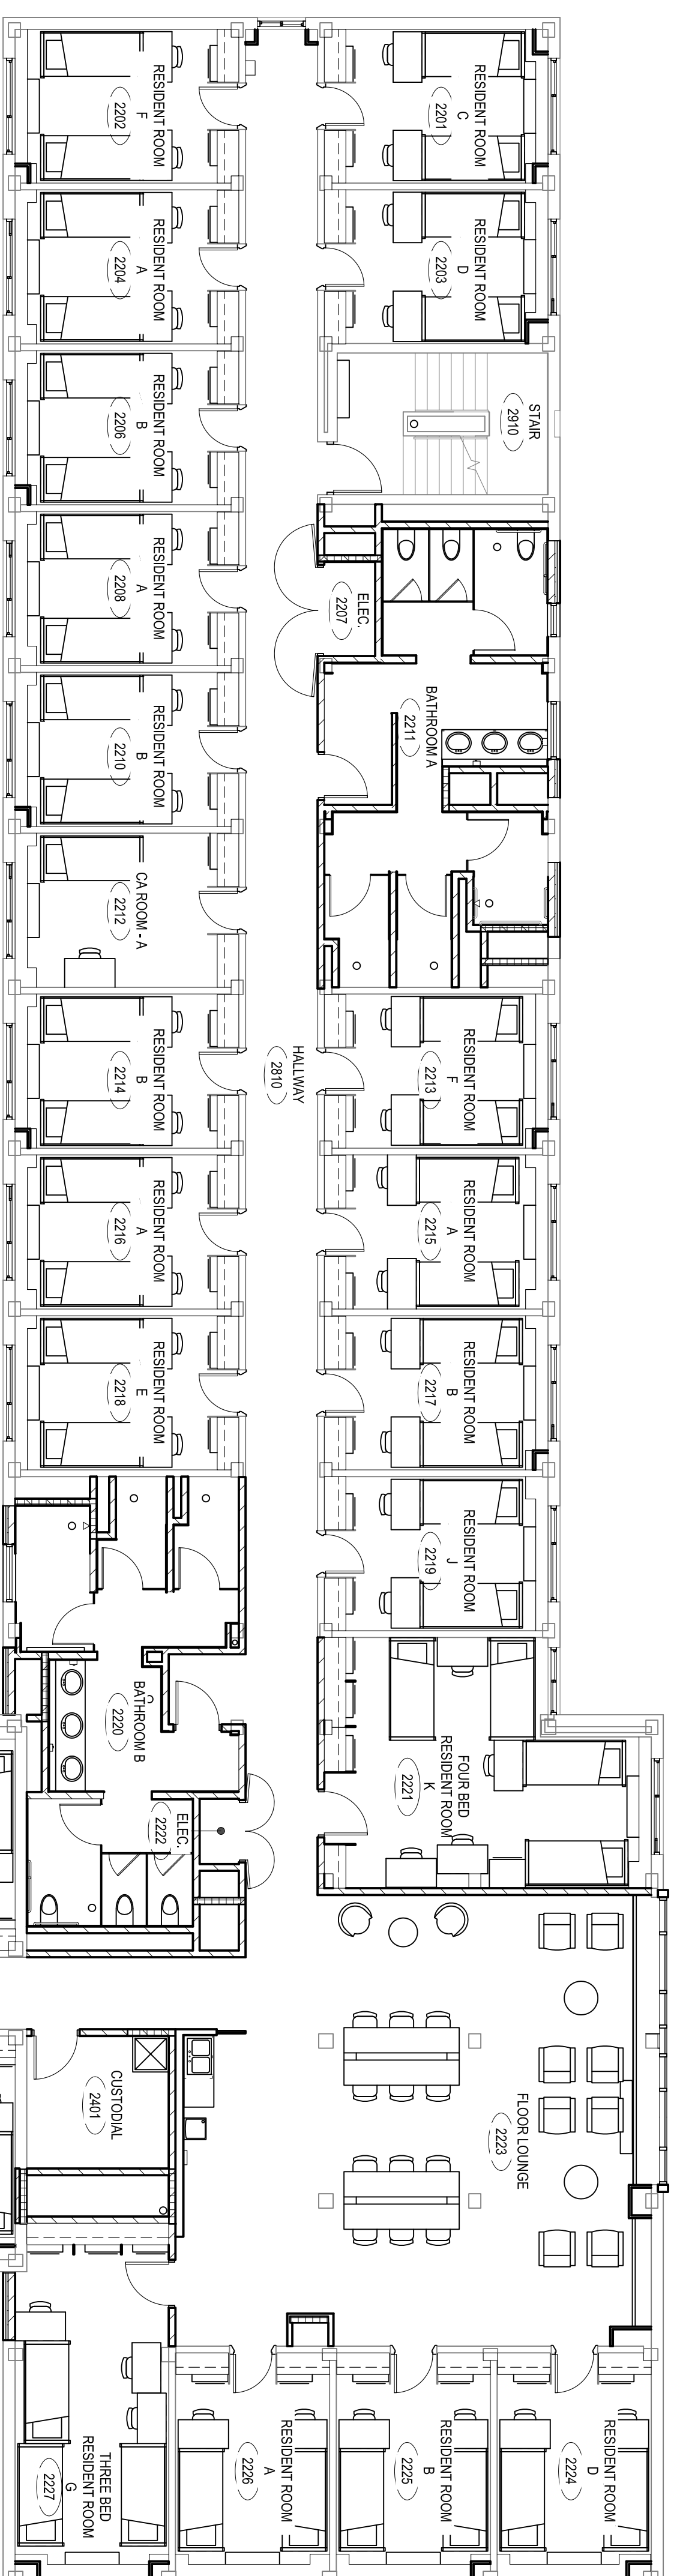 RESIDENT ROOM
F
2202
RESIDENT ROOM
C
2201
RESIDENT ROOM
A
2204
RESIDENT ROOM
D
2203
RESIDENT ROOM
B
2206
STAIR
2910
RESIDENT ROOM
A
2208
ELEC.
2207
RESIDENT ROOM
B
2210
BATHROOM A
2211
CA ROOM - A
2212
HALLWAY
2810
RESIDENT ROOM
B
2214
RESIDENT ROOM
F
2213
RESIDENT ROOM
A
2216
RESIDENT ROOM
A
2215
RESIDENT ROOM
E
2218
RESIDENT ROOM
B
2217
RESIDENT ROOM
J
2219
BATHROOM B
C
2220
FOUR BED
RESIDENT ROOM
K
2221
ELEC.
2222
CUSTODIAL
2401
FLOOR LOUNGE
2223
THREE BED
RESIDENT ROOM
G
2227
RESIDENT ROOM
A
2226
RESIDENT ROOM
B
2225
RESIDENT ROOM
D
2224